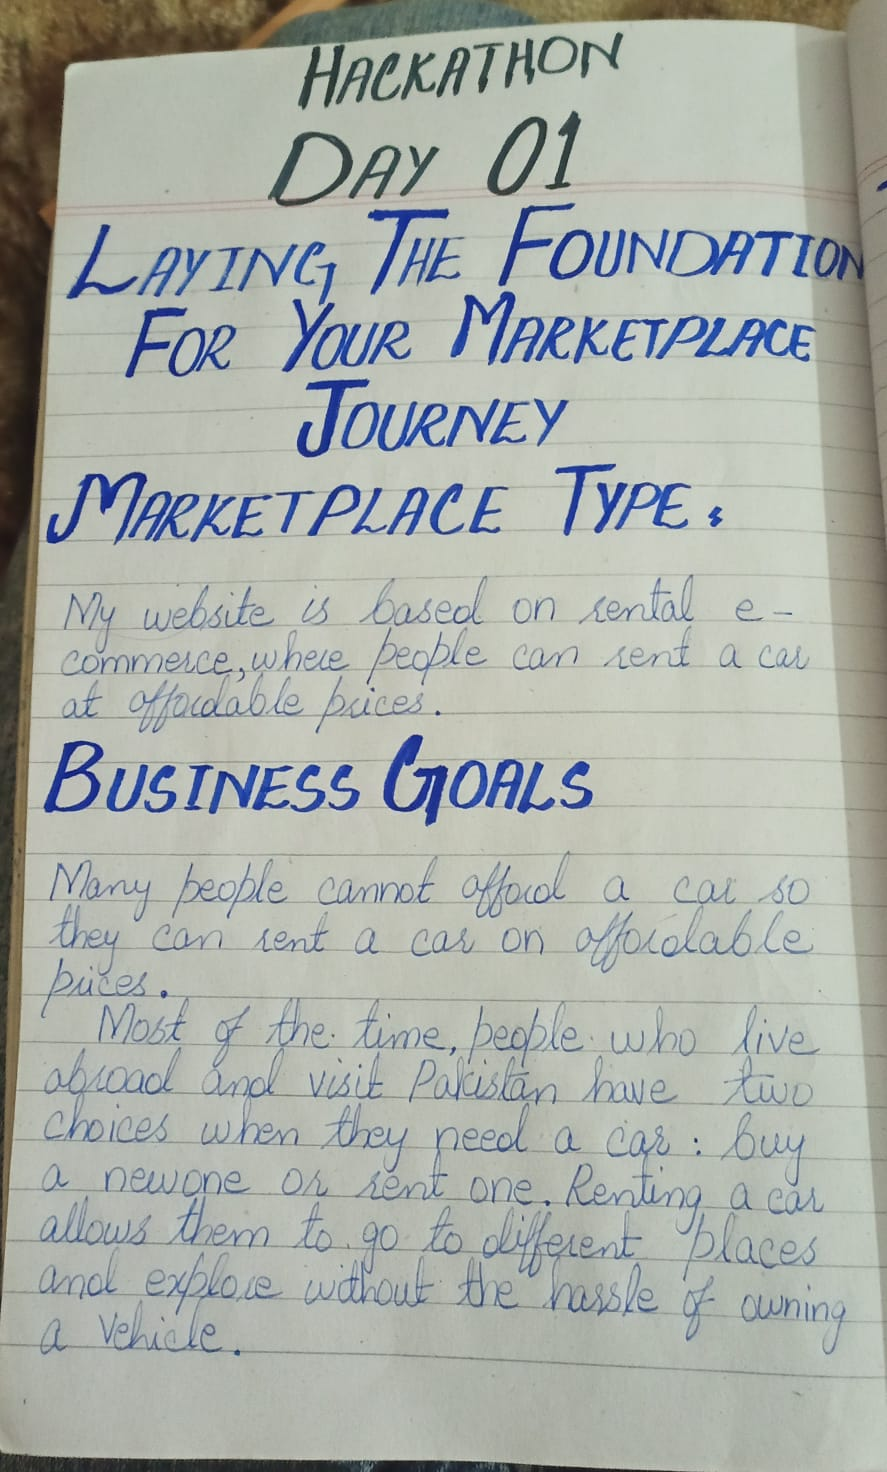 HACKATHON
DAY 01
LAYING THE FOUNDATION
FOR YOUR MARKETPLACE
JOURNEY
MARKETPLACE TYPE:
My website is based on rental e-
commerce, where people can rent a car
at affordable prices.
BUSINESS GOALS
Many people cannot afford a car so
they can rent a car on affordable
prices.
Most of the time, people who live
abroad and visit Pakistan have two
choices when they need a car: buy
a newone or rent one. Renting a car
allows them to go to different places
and explore without the hassle of owning
a vehicle.